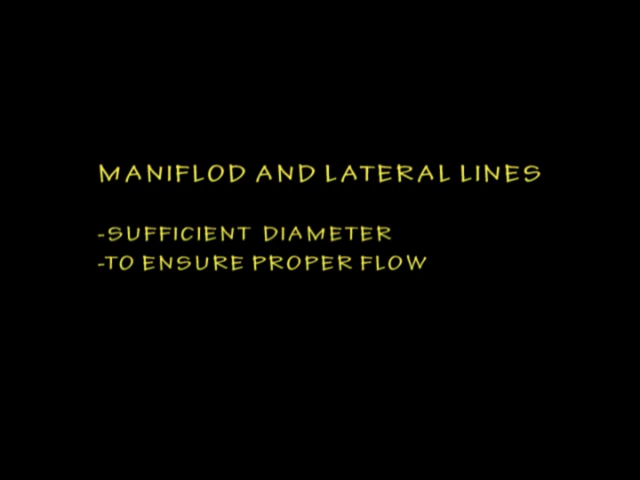 MANIFLOD AND LATERAL LINES
-SUFFICIENT DIAMETER
-TO ENSURE PROPER FLOW